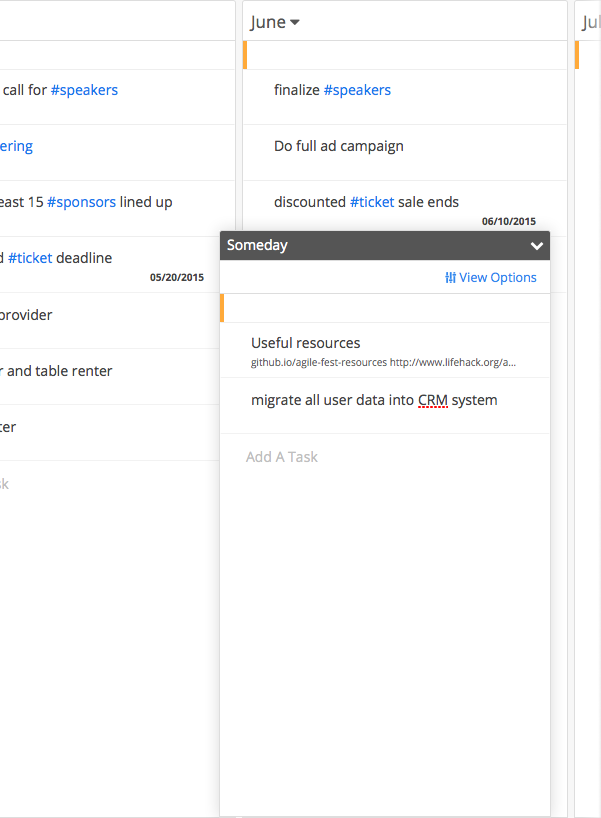 call for #speakers
ering
east 15 #sponsors lined up
d #ticket deadline
05/20/2015
provider
r and table renter
ter
sk
June
finalize #speakers
Do full ad campaign
discounted #ticket sale ends
06/10/2015
Someday
View Options
Useful resources
github.io/agile-fest-resources http://www.lifehack.org/a...
migrate all user data into CRM system
Add A Task
Jul